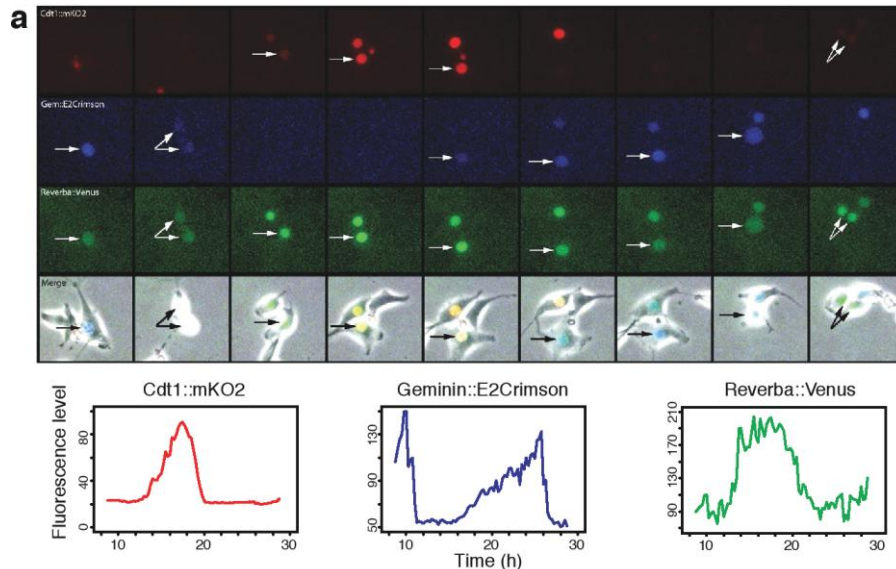 a
Cdt1::mKO2
Gem::E2Crimson
Reverba::Venus
Merge
Cdt1::mKO2
Geminin::E2Crimson
Reverba::Venus
Fluorescence level
0 40 80
50 90 130
90 130 170 210
10 20 30
10 20 30
10 20 30
Time (h)